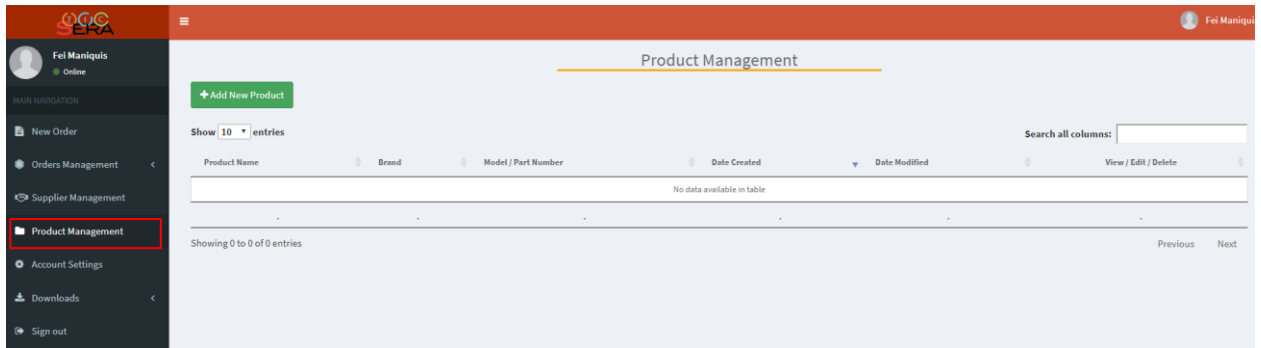 SERA
Fei Maniqui
Fei Maniquis
Online
MAIN NAVIGATION
New Order
Orders Management
Supplier Management
Product Management
Account Settings
Downloads
Sign out
Product Management
Add New Product
Show 10 entries
Search all columns:
Product Name Brand Model / Part Number Date Created Date Modified View / Edit / Delete
No data available in table
Showing 0 to 0 of 0 entries
Previous Next